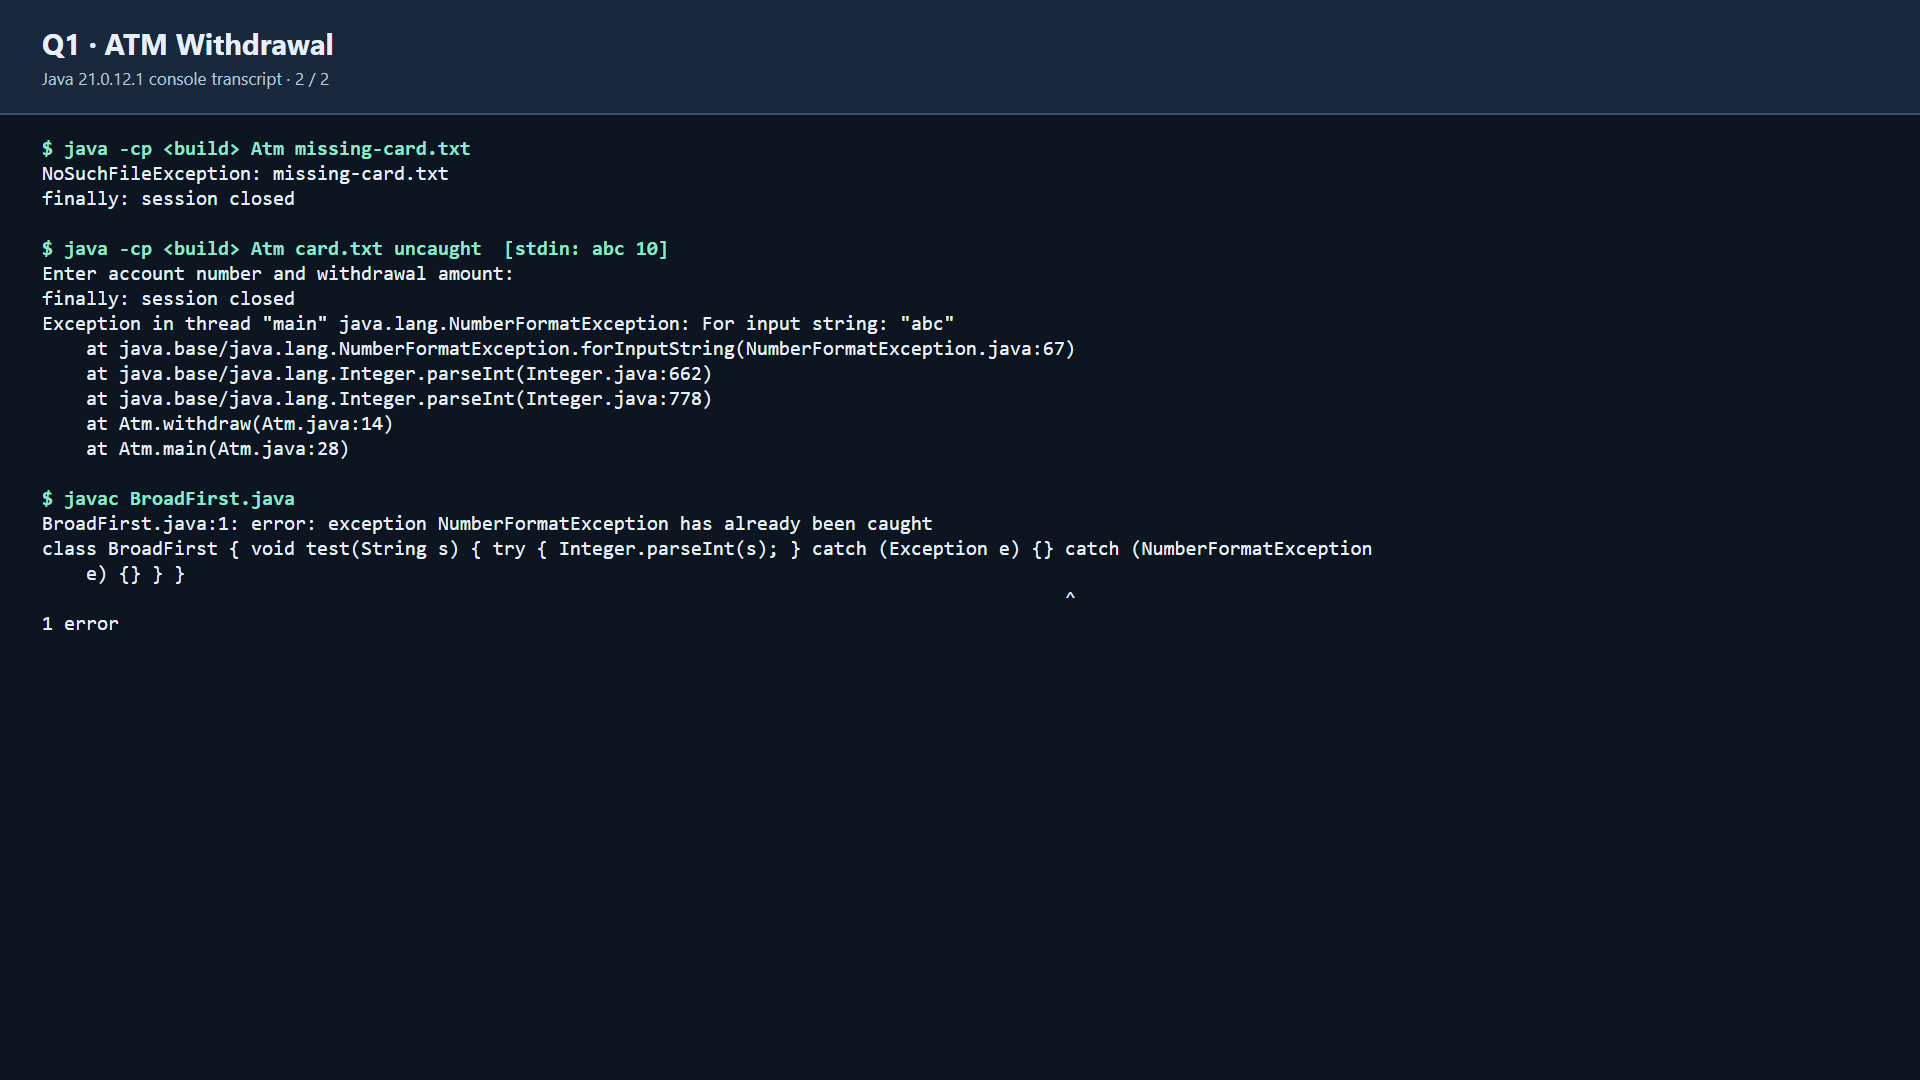 Q1 · ATM Withdrawal
Java 21.0.12.1 console transcript · 2 / 2
$ java -cp <build> Atm missing-card.txt
NoSuchFileException: missing-card.txt
finally: session closed
$ java -cp <build> Atm card.txt uncaught  [stdin: abc 10]
Enter account number and withdrawal amount:
finally: session closed
Exception in thread "main" java.lang.NumberFormatException: For input string: "abc"
    at java.base/java.lang.NumberFormatException.forInputString(NumberFormatException.java:67)
    at java.base/java.lang.Integer.parseInt(Integer.java:662)
    at java.base/java.lang.Integer.parseInt(Integer.java:778)
    at Atm.withdraw(Atm.java:14)
    at Atm.main(Atm.java:28)
$ javac BroadFirst.java
BroadFirst.java:1: error: exception NumberFormatException has already been caught
class BroadFirst { void test(String s) { try { Integer.parseInt(s); } catch (Exception e) {} catch (NumberFormatException
    e) {} } }
^
1 error